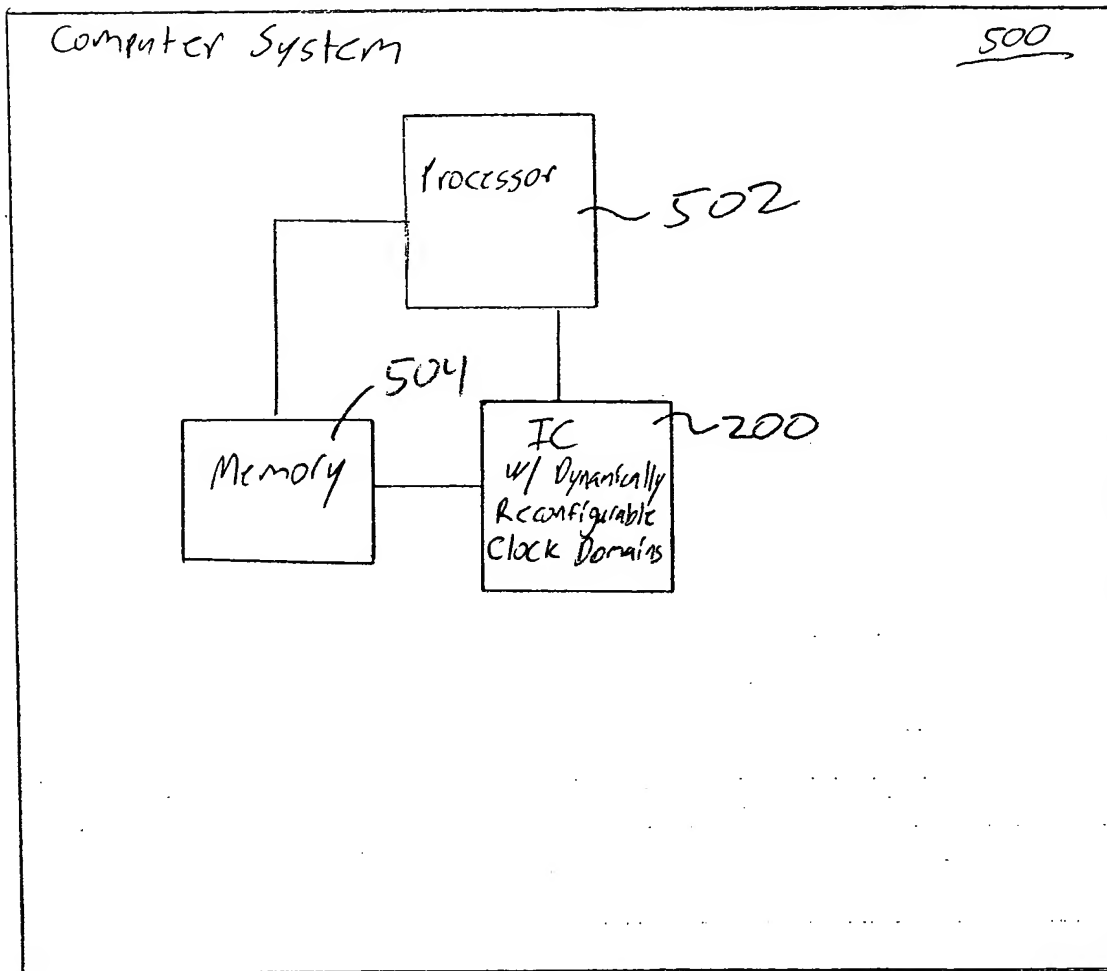 Computer System
500
Processor
502
504
Memory
IC
w/ Dynamically
Reconfigurable
Clock Domains
200